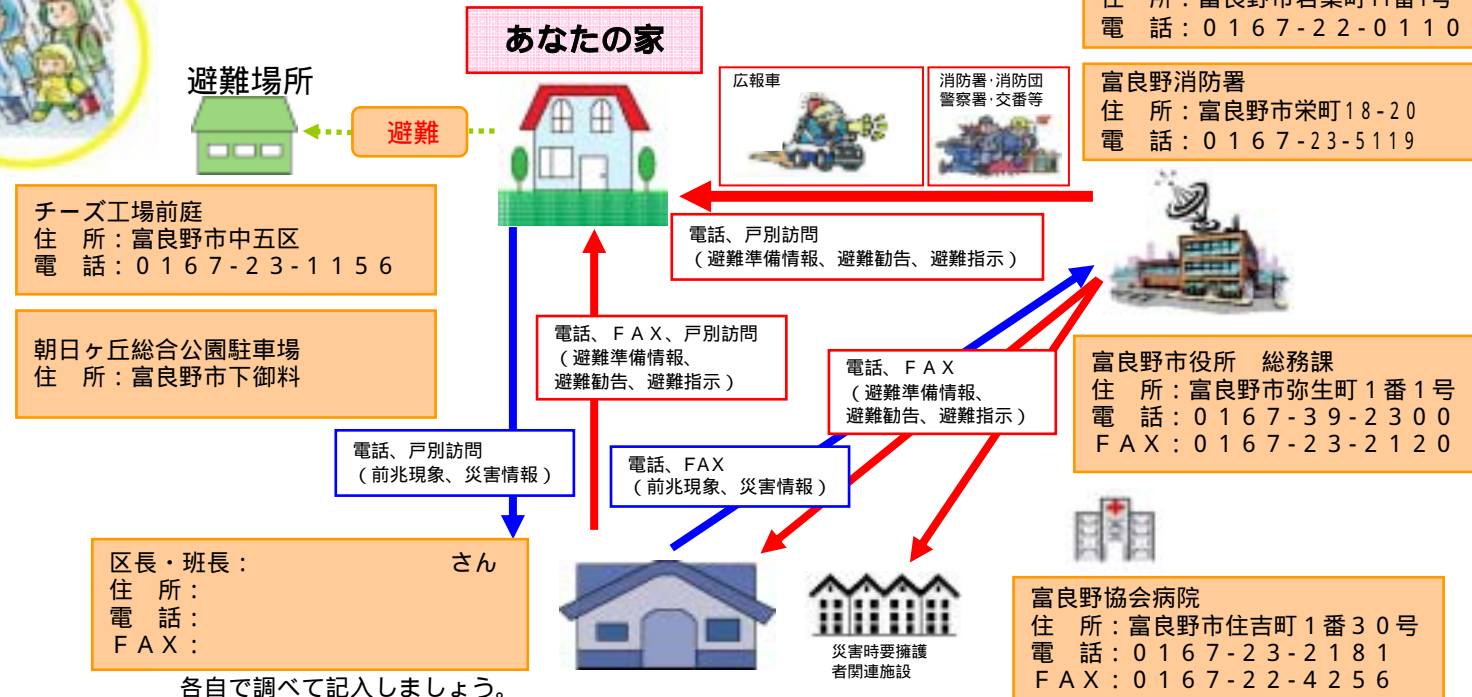 住　所：富良野市若葉町11番1号
電　話：０１６７-２２-０１１０
あなたの家
避難場所
避難
広報車
消防署・消防団
警察署・交番等
富良野消防署
住　所：富良野市栄町18-20
電　話：０１６７-23-5119
チーズ工場前庭
住　所：富良野市中五区
電　話：０１６７-２３-１１５６
電話、戸別訪問
（避難準備情報、避難勧告、避難指示）
朝日ヶ丘総合公園駐車場
住　所：富良野市下御料
電話、ＦＡＸ、戸別訪問
（避難準備情報、
避難勧告、避難指示）
電話、ＦＡＸ
（避難準備情報、
避難勧告、避難指示）
富良野市役所　総務課
住　所：富良野市弥生町１番１号
電　話：０１６７-３９-２３００
ＦＡＸ：０１６７-２３-２１２０
電話、戸別訪問
（前兆現象、災害情報）
電話、FAX
（前兆現象、災害情報）
区長・班長：　　　　　　　さん
住　所：
電　話：
ＦＡＸ：
各自で調べて記入しましょう。
災害時要擁護
者関連施設
富良野協会病院
住　所：富良野市住吉町１番３０号
電　話：０１６７-２３-２１８１
ＦＡＸ：０１６７-２２-４２５６